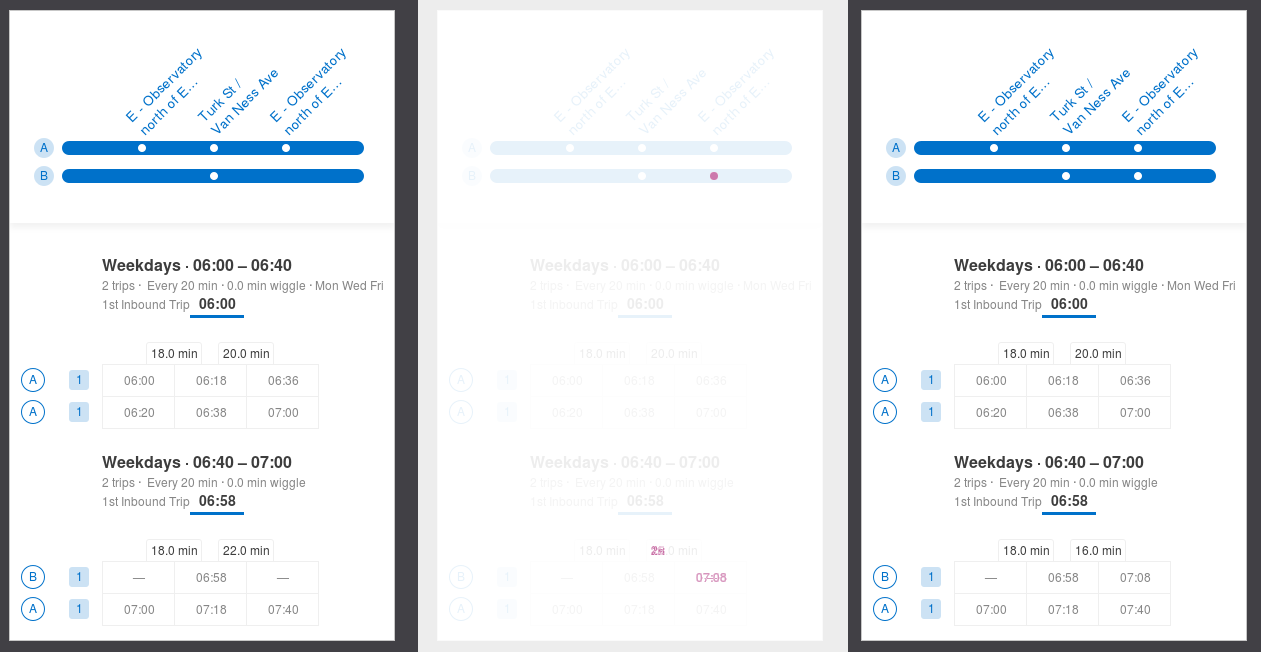 E - Observatory
north of E...
Turk St /
Van Ness Ave
E - Observatory
north of E...
A
B
Weekdays · 06:00 – 06:40
2 trips · Every 20 min · 0.0 min wiggle · Mon Wed Fri
1st Inbound Trip 06:00
18.0 min 20.0 min
A 1 06:00 06:18 06:36
A 1 06:20 06:38 07:00
Weekdays · 06:40 – 07:00
2 trips · Every 20 min · 0.0 min wiggle
1st Inbound Trip 06:58
18.0 min 22.0 min
B 1 — 06:58 —
A 1 07:00 07:18 07:40
E - Observatory
north of E...
Turk St /
Van Ness Ave
E - Observatory
north of E...
A
B
Weekdays · 06:00 – 06:40
2 trips · Every 20 min · 0.0 min wiggle · Mon Wed Fri
1st Inbound Trip 06:00
18.0 min 20.0 min
A 1 06:00 06:18 06:36
A 1 06:20 06:38 07:00
Weekdays · 06:40 – 07:00
2 trips · Every 20 min · 0.0 min wiggle
1st Inbound Trip 06:58
18.0 min .0 min
B 1 — 06:58 07:08
A 1 07:00 07:18 07:40
E - Observatory
north of E...
Turk St /
Van Ness Ave
E - Observatory
north of E...
A
B
Weekdays · 06:00 – 06:40
2 trips · Every 20 min · 0.0 min wiggle · Mon Wed Fri
1st Inbound Trip 06:00
18.0 min 20.0 min
A 1 06:00 06:18 06:36
A 1 06:20 06:38 07:00
Weekdays · 06:40 – 07:00
2 trips · Every 20 min · 0.0 min wiggle
1st Inbound Trip 06:58
18.0 min 16.0 min
B 1 — 06:58 07:08
A 1 07:00 07:18 07:40